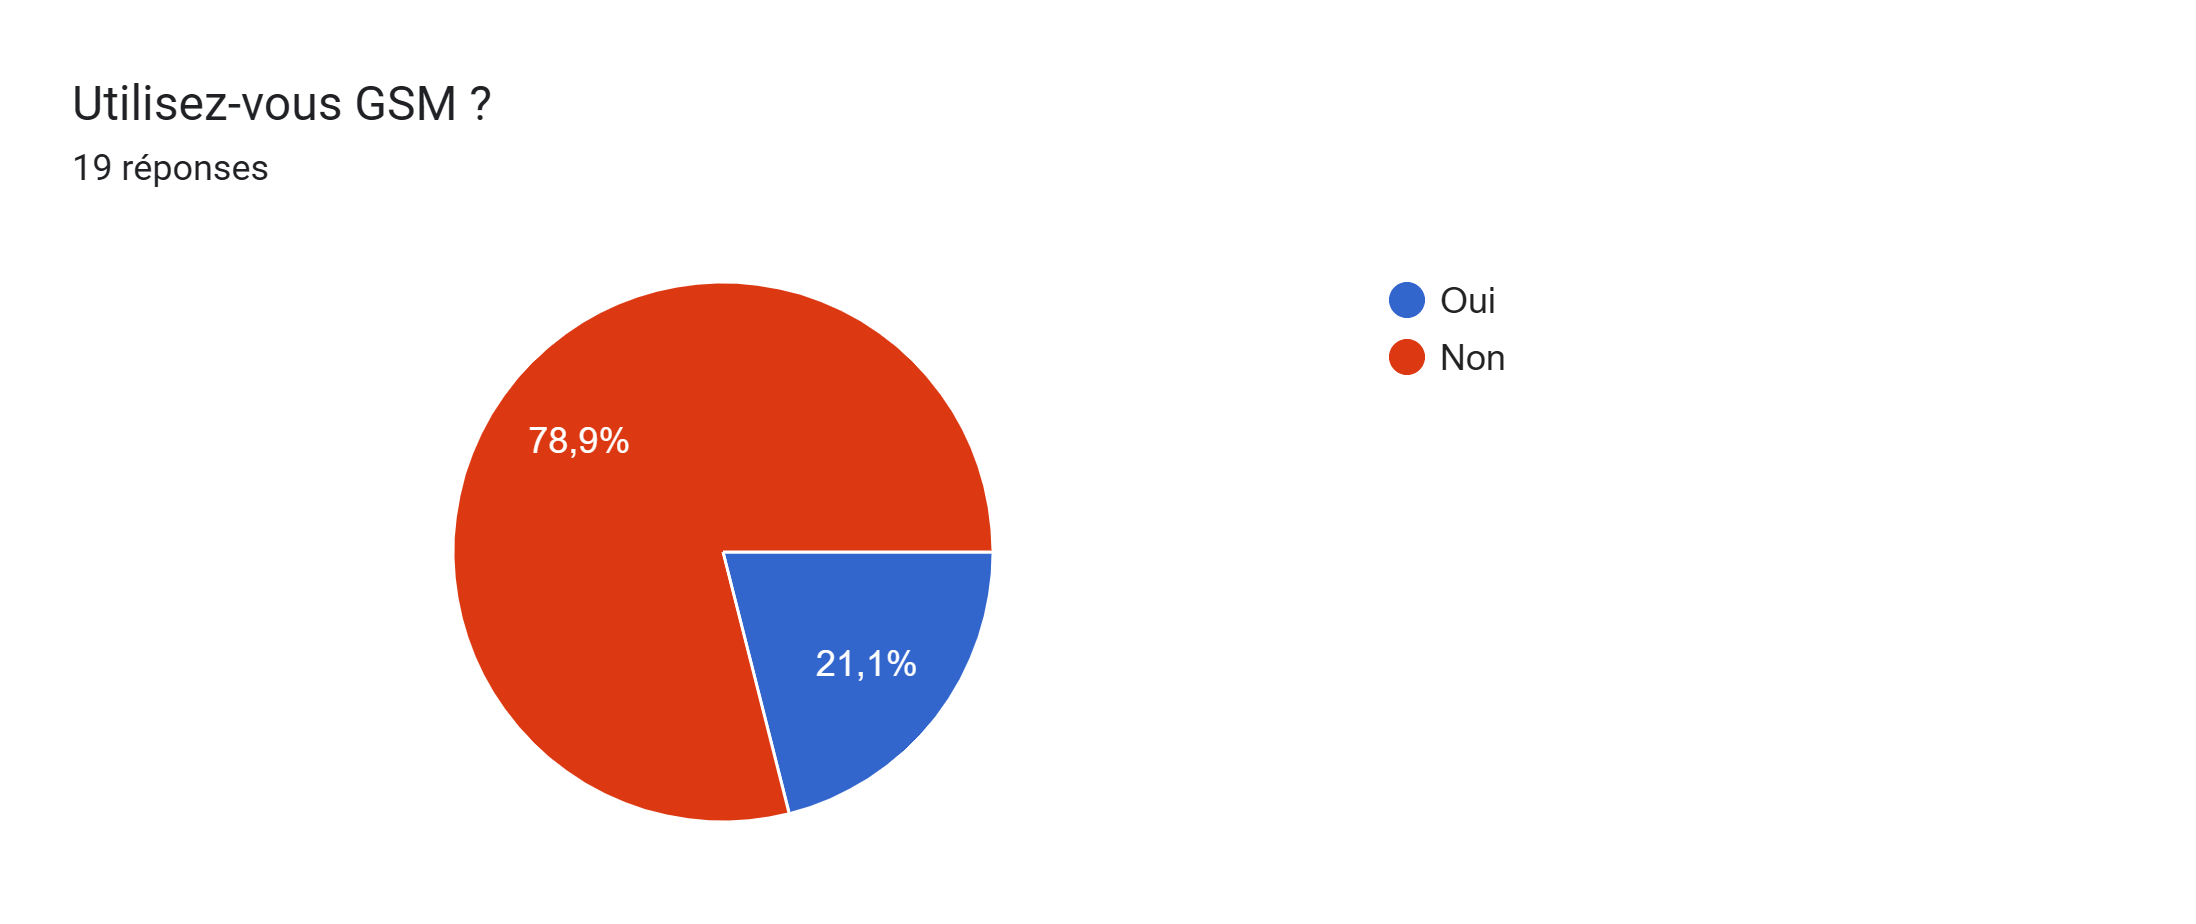 Utilisez-vous GSM ?
19 réponses
Oui
Non
78,9%
21,1%